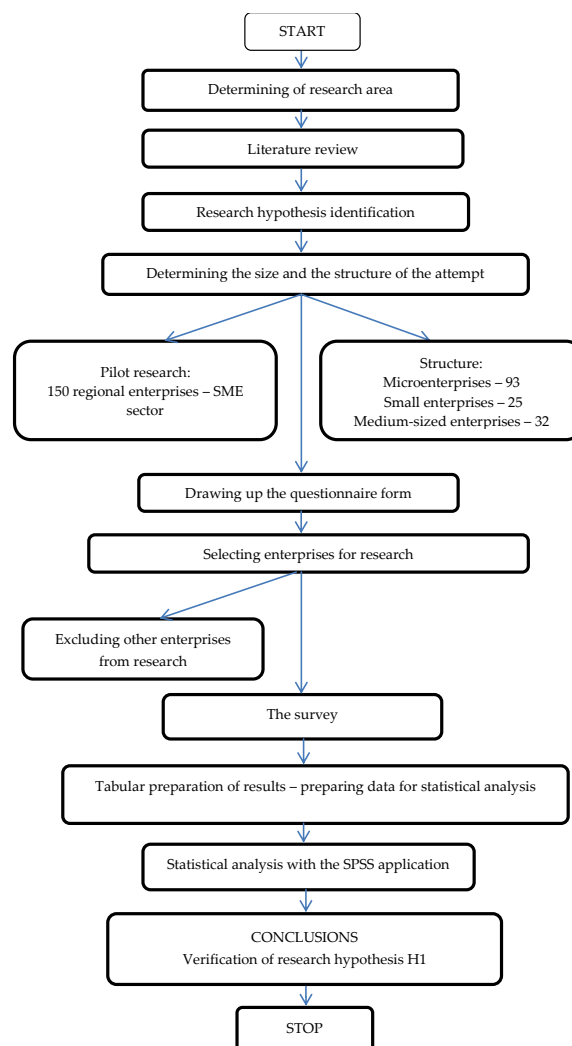 START
Determining of research area
Literature review
Research hypothesis identification
Determining the size and the structure of the attempt
Pilot research:
150 regional enterprises – SME
sector
Structure:
Microenterprises – 93
Small enterprises – 25
Medium-sized enterprises – 32
Drawing up the questionnaire form
Selecting enterprises for research
Excluding other enterprises
from research
The survey
Tabular preparation of results – preparing data for statistical analysis
Statistical analysis with the SPSS application
CONCLUSIONS
Verification of research hypothesis H1
STOP